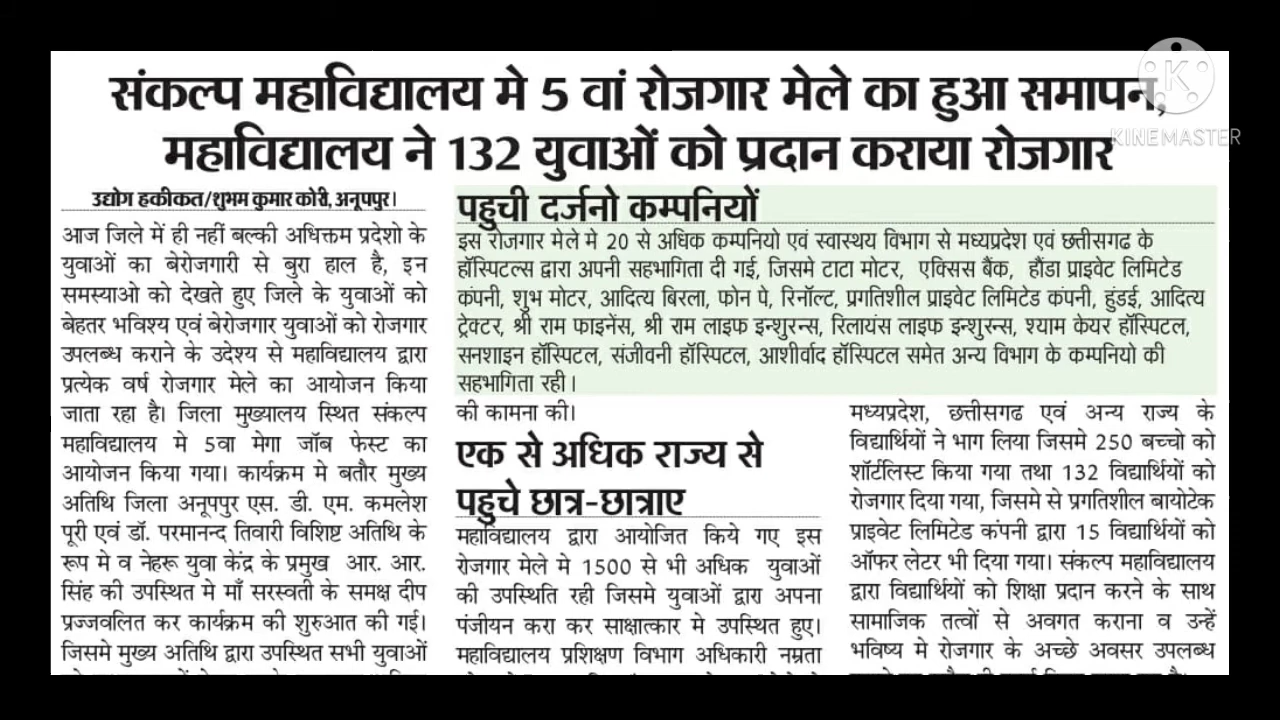 संकल्प महाविद्यालय मे 5 वां रोजगार मेले का हुआ समापन,
महाविद्यालय ने 132 युवाओं को प्रदान कराया रोजगार
KINEMASTER
उद्योग हकीकत/शुभम कुमार कोरी, अनूपपुर।
आज जिले में ही नहीं बल्की अधिक्तम प्रदेशो के
युवाओं का बेरोजगारी से बुरा हाल है, इन
समस्याओ को देखते हुए जिले के युवाओं को
बेहतर भविश्य एवं बेरोजगार युवाओं को रोजगार
उपलब्ध कराने के उदेश्य से महाविद्यालय द्वारा
प्रत्येक वर्ष रोजगार मेले का आयोजन किया
जाता रहा है। जिला मुख्यालय स्थित संकल्प
महाविद्यालय मे 5वा मेगा जॉब फेस्ट का
आयोजन किया गया। कार्यक्रम मे बतौर मुख्य
अतिथि जिला अनूपपुर एस. डी. एम. कमलेश
पूरी एवं डॉ. परमानन्द तिवारी विशिष्ट अतिथि के
रूप मे व नेहरू युवा केंद्र के प्रमुख आर. आर.
सिंह की उपस्थित मे माँ सरस्वती के समक्ष दीप
प्रज्जवलित कर कार्यक्रम की शुरुआत की गई।
जिसमे मुख्य अतिथि द्वारा उपस्थित सभी युवाओं
पहुची दर्जनो कम्पनियों
इस रोजगार मेले मे 20 से अधिक कम्पनियो एवं स्वास्थय विभाग से मध्यप्रदेश एवं छत्तीसगढ के
हॉस्पिटल्स द्वारा अपनी सहभागिता दी गई, जिसमे टाटा मोटर, एक्सिस बैंक, हौंडा प्राइवेट लिमिटेड
कंपनी, शुभ मोटर, आदित्य बिरला, फोन पे, रिनॉल्ट, प्रगतिशील प्राइवेट लिमिटेड कंपनी, हुंडई, आदित्य
ट्रेक्टर, श्री राम फाइनेंस, श्री राम लाइफ इन्शुरन्स, रिलायंस लाइफ इन्शुरन्स, श्याम केयर हॉस्पिटल,
सनशाइन हॉस्पिटल, संजीवनी हॉस्पिटल, आशीर्वाद हॉस्पिटल समेत अन्य विभाग के कम्पनियो की
सहभागिता रही।
की कामना की।
एक से अधिक राज्य से
पहुचे छात्र-छात्राए
महाविद्यालय द्वारा आयोजित किये गए इस
रोजगार मेले मे 1500 से भी अधिक युवाओं
की उपस्थिति रही जिसमे युवाओं द्वारा अपना
पंजीयन करा कर साक्षात्कार मे उपस्थित हुए।
महाविद्यालय प्रशिक्षण विभाग अधिकारी नम्रता
मध्यप्रदेश, छत्तीसगढ एवं अन्य राज्य के
विद्यार्थियों ने भाग लिया जिसमे 250 बच्चो को
शॉर्टलिस्ट किया गया तथा 132 विद्यार्थियों को
रोजगार दिया गया, जिसमे से प्रगतिशील बायोटेक
प्राइवेट लिमिटेड कंपनी द्वारा 15 विद्यार्थियों को
ऑफर लेटर भी दिया गया। संकल्प महाविद्यालय
द्वारा विद्यार्थियों को शिक्षा प्रदान करने के साथ
सामाजिक तत्वों से अवगत कराना व उन्हें
भविष्य मे रोजगार के अच्छे अवसर उपलब्ध